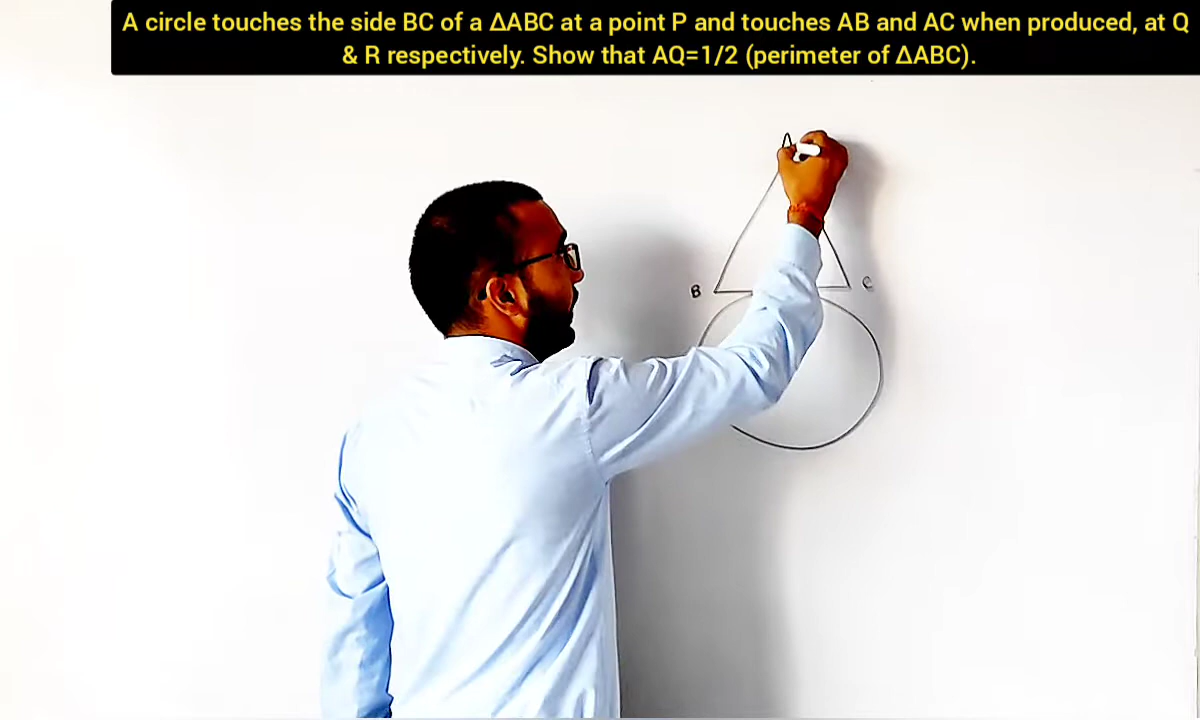 A circle touches the side BC of a ΔABC at a point P and touches AB and AC when produced, at Q
& R respectively. Show that AQ=1/2 (perimeter of ΔABC).
A
B
C